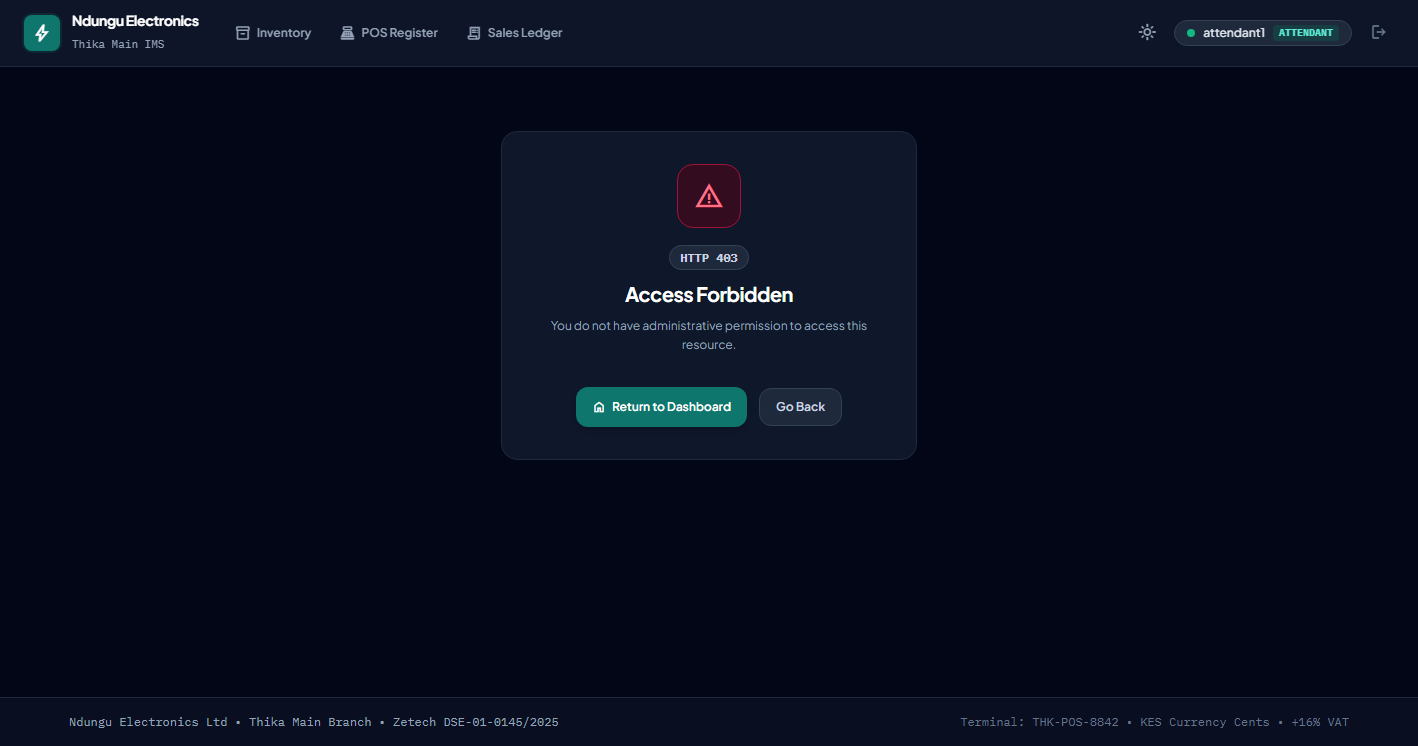 Ndungu Electronics
Thika Main IMS
Inventory
POS Register
Sales Ledger
attendant1
ATTENDANT
HTTP 403
Access Forbidden
You do not have administrative permission to access this
resource.
Return to Dashboard
Go Back
Ndungu Electronics Ltd • Thika Main Branch • Zetech DSE-01-0145/2025
Terminal: THK-POS-8842 • KES Currency Cents • +16% VAT